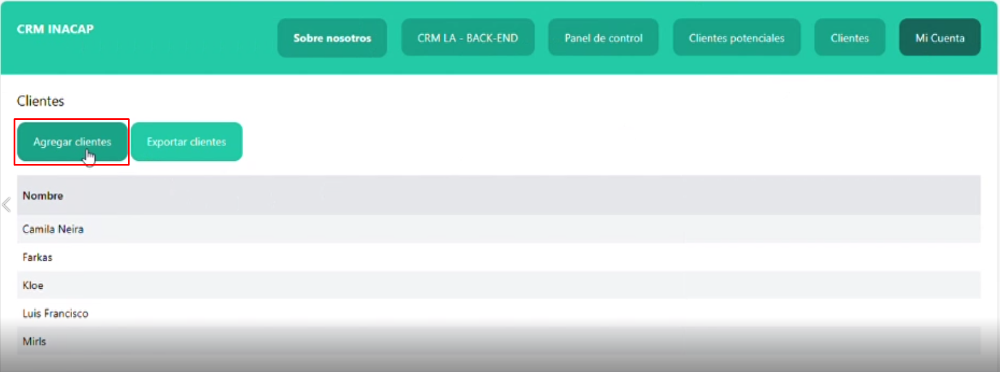 CRM INACAP
Sobre nosotros
CRM LA - BACK-END
Panel de control
Clientes potenciales
Clientes
Mi Cuenta
Clientes
Agregar clientes
Exportar clientes
Nombre
Camila Neira
Farkas
Kloe
Luis Francisco
Mirls